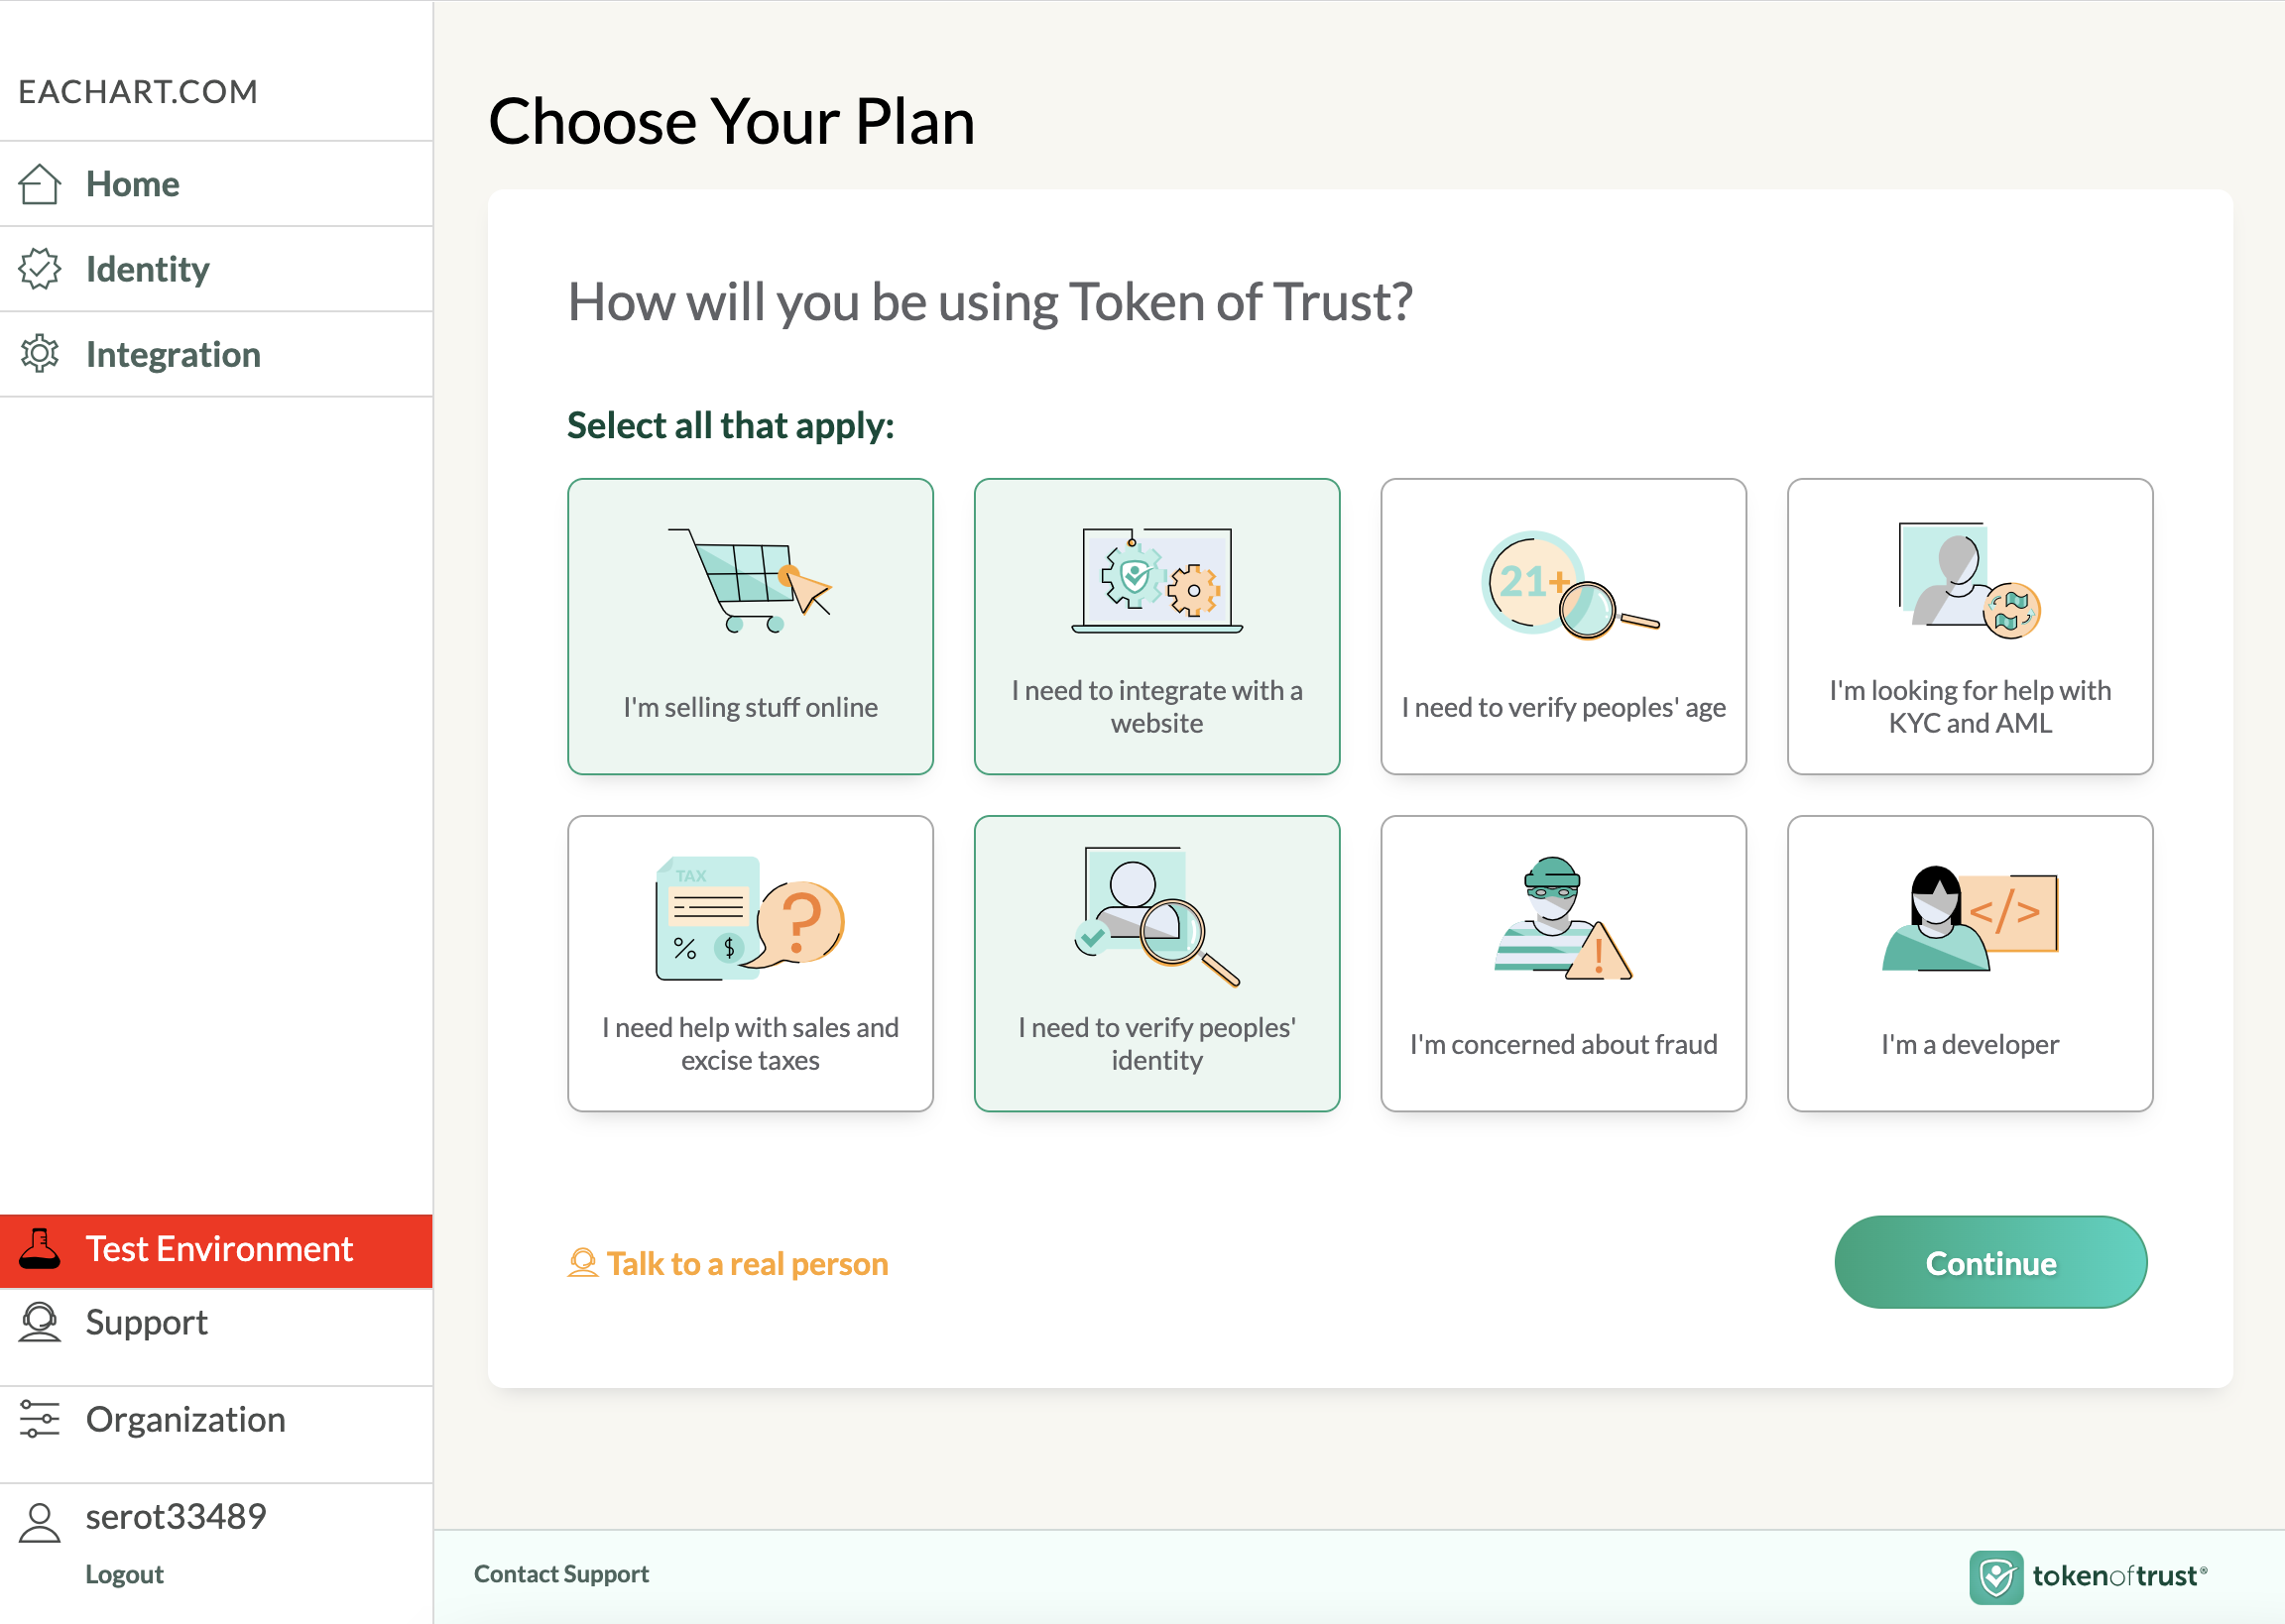 EACHART.COM
Home
Identity
Integration
Test Environment
Support
Organization
serot33489
Logout
Choose Your Plan
How will you be using Token of Trust?
Select all that apply:
I'm selling stuff online
I need to integrate with a
website
21+
I need to verify peoples' age
I'm looking for help with
KYC and AML
TAX
% $ ?
I need help with sales and
excise taxes
I need to verify peoples'
identity
!
I'm concerned about fraud
</>
I'm a developer
Talk to a real person
Continue
Contact Support
tokenoftrust®